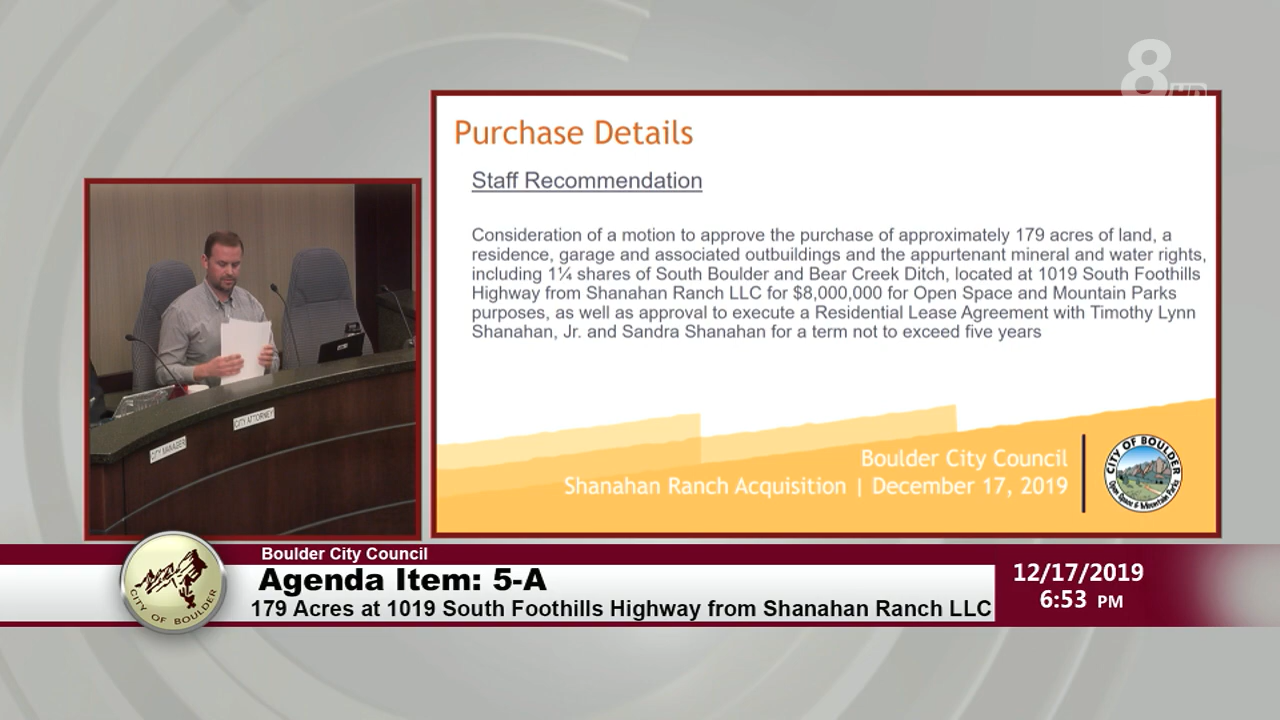 8
HD
Purchase Details
Staff Recommendation
Consideration of a motion to approve the purchase of approximately 179 acres of land, a
residence, garage and associated outbuildings and the appurtenant mineral and water rights,
including 1¼ shares of South Boulder and Bear Creek Ditch, located at 1019 South Foothills
Highway from Shanahan Ranch LLC for $8,000,000 for Open Space and Mountain Parks
purposes, as well as approval to execute a Residential Lease Agreement with Timothy Lynn
Shanahan, Jr. and Sandra Shanahan for a term not to exceed five years
CITY MANAGER
CITY ATTORNEY
Boulder City Council
Shanahan Ranch Acquisition | December 17, 2019
CITY OF BOULDER
Open Space & Mountain Parks
Boulder City Council
Agenda Item: 5-A
179 Acres at 1019 South Foothills Highway from Shanahan Ranch LLC
12/17/2019
6:53 PM
CITY OF BOULDER